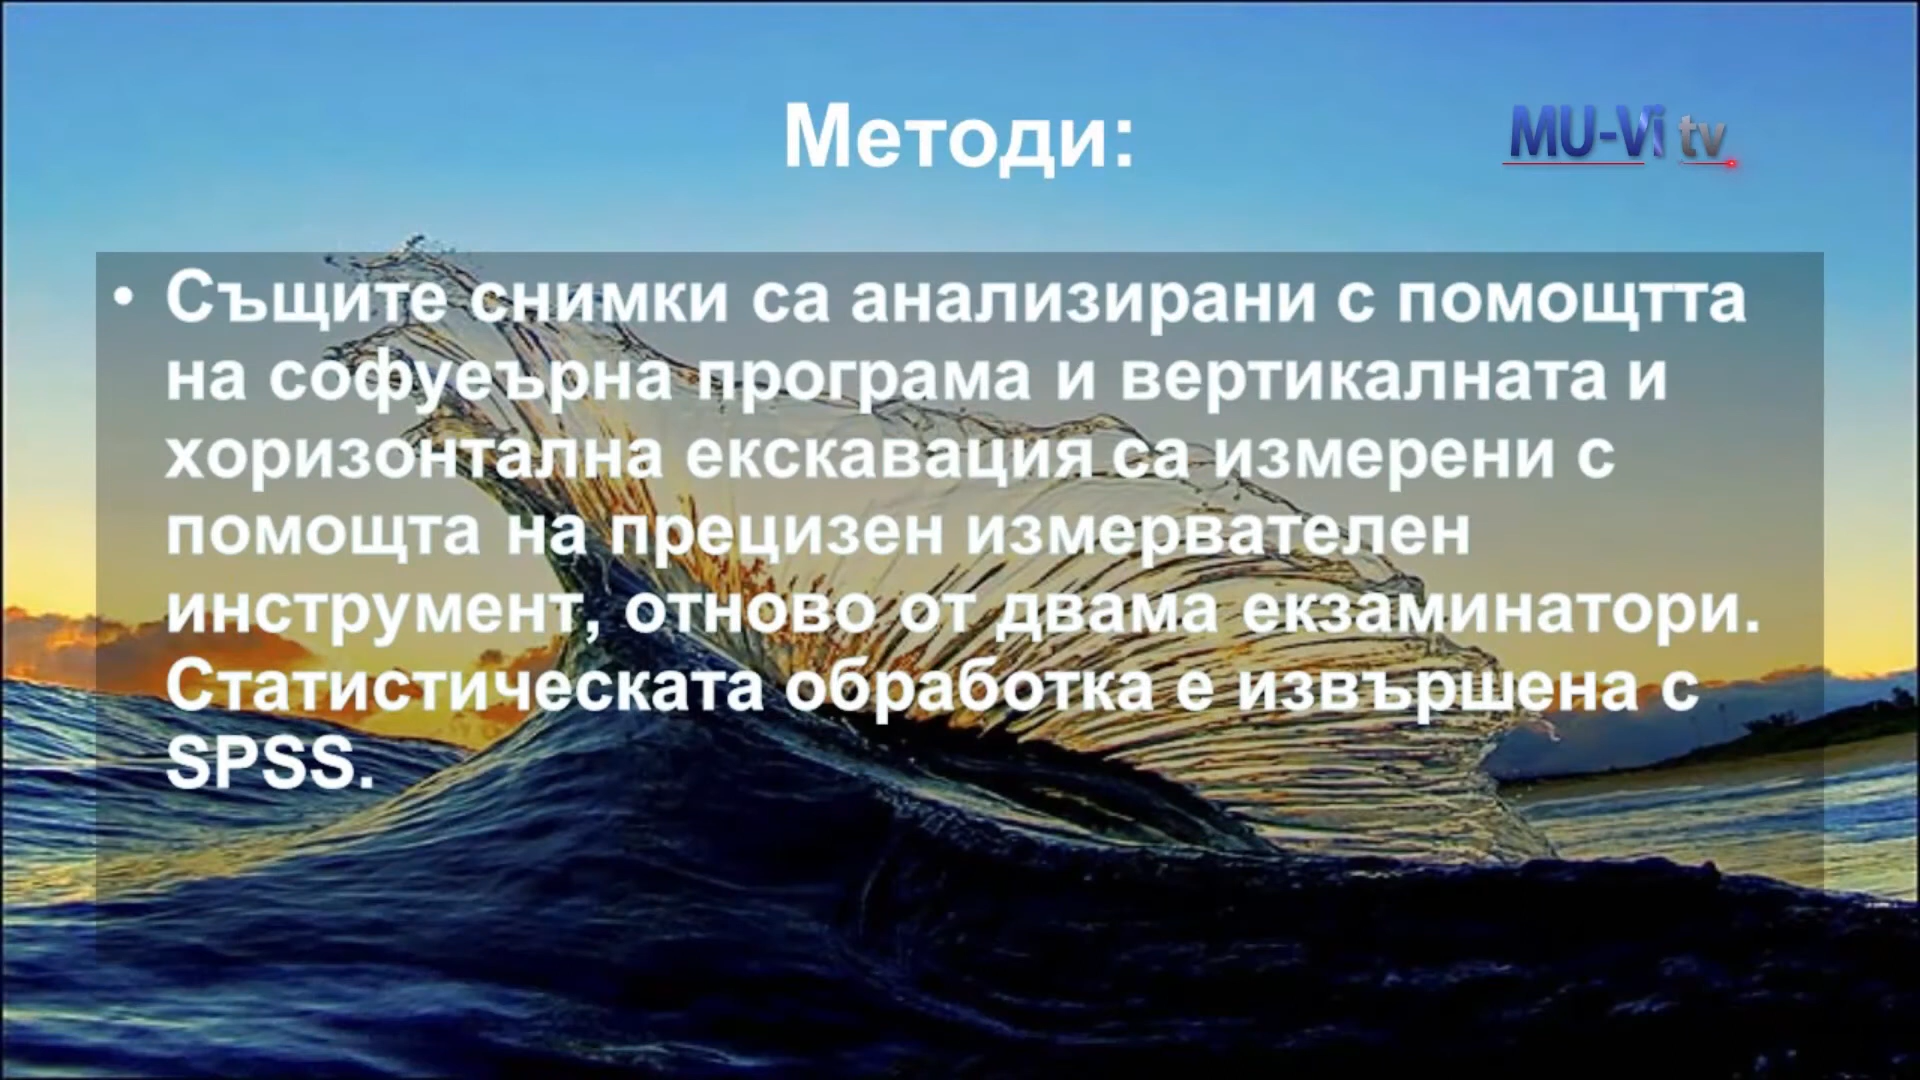 Методи:
MU-Vi tv
• Същите снимки са анализирани с помощтта
на софуеърна програма и вертикалната и
хоризонтална екскавация са измерени с
помощта на прецизен измервателен
инструмент, отново от двама екзаминатори.
Статистическата обработка е извършена с
SPSS.